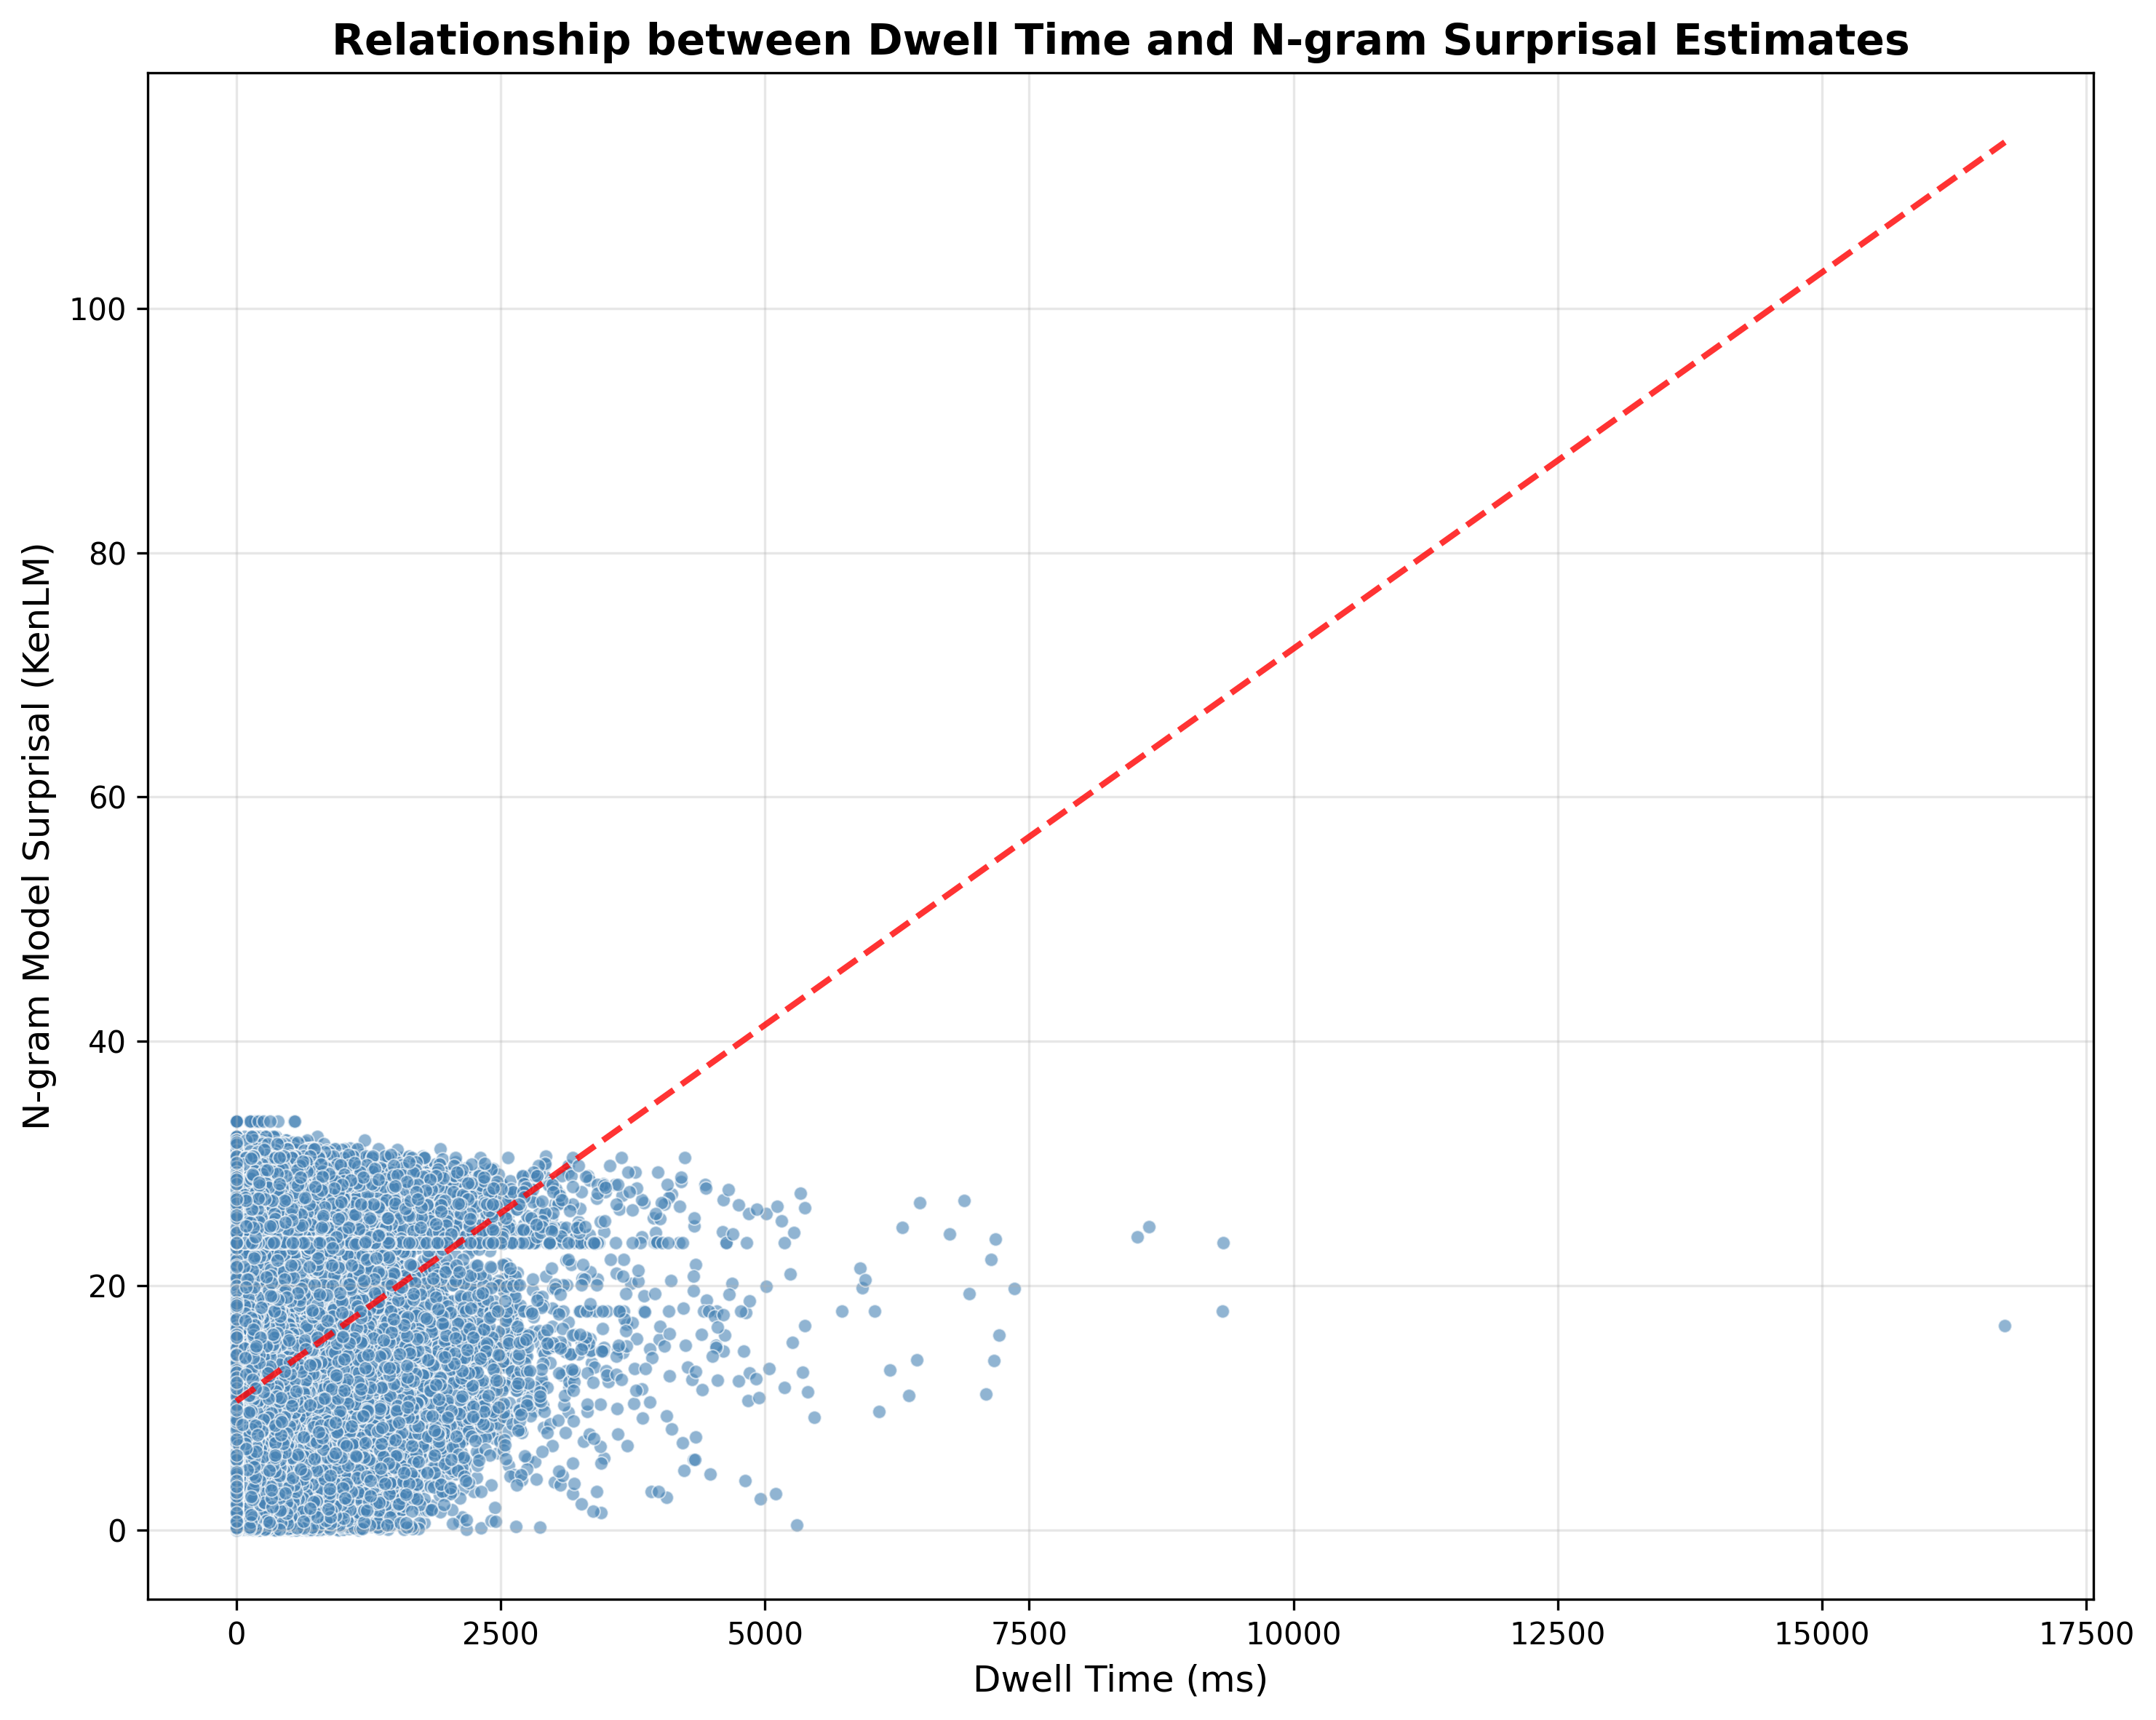 Relationship between Dwell Time and N-gram Surprisal Estimates
N-gram Model Surprisal (KenLM)
100
80
60
40
20
0
0 2500 5000 7500 10000 12500 15000 17500
Dwell Time (ms)